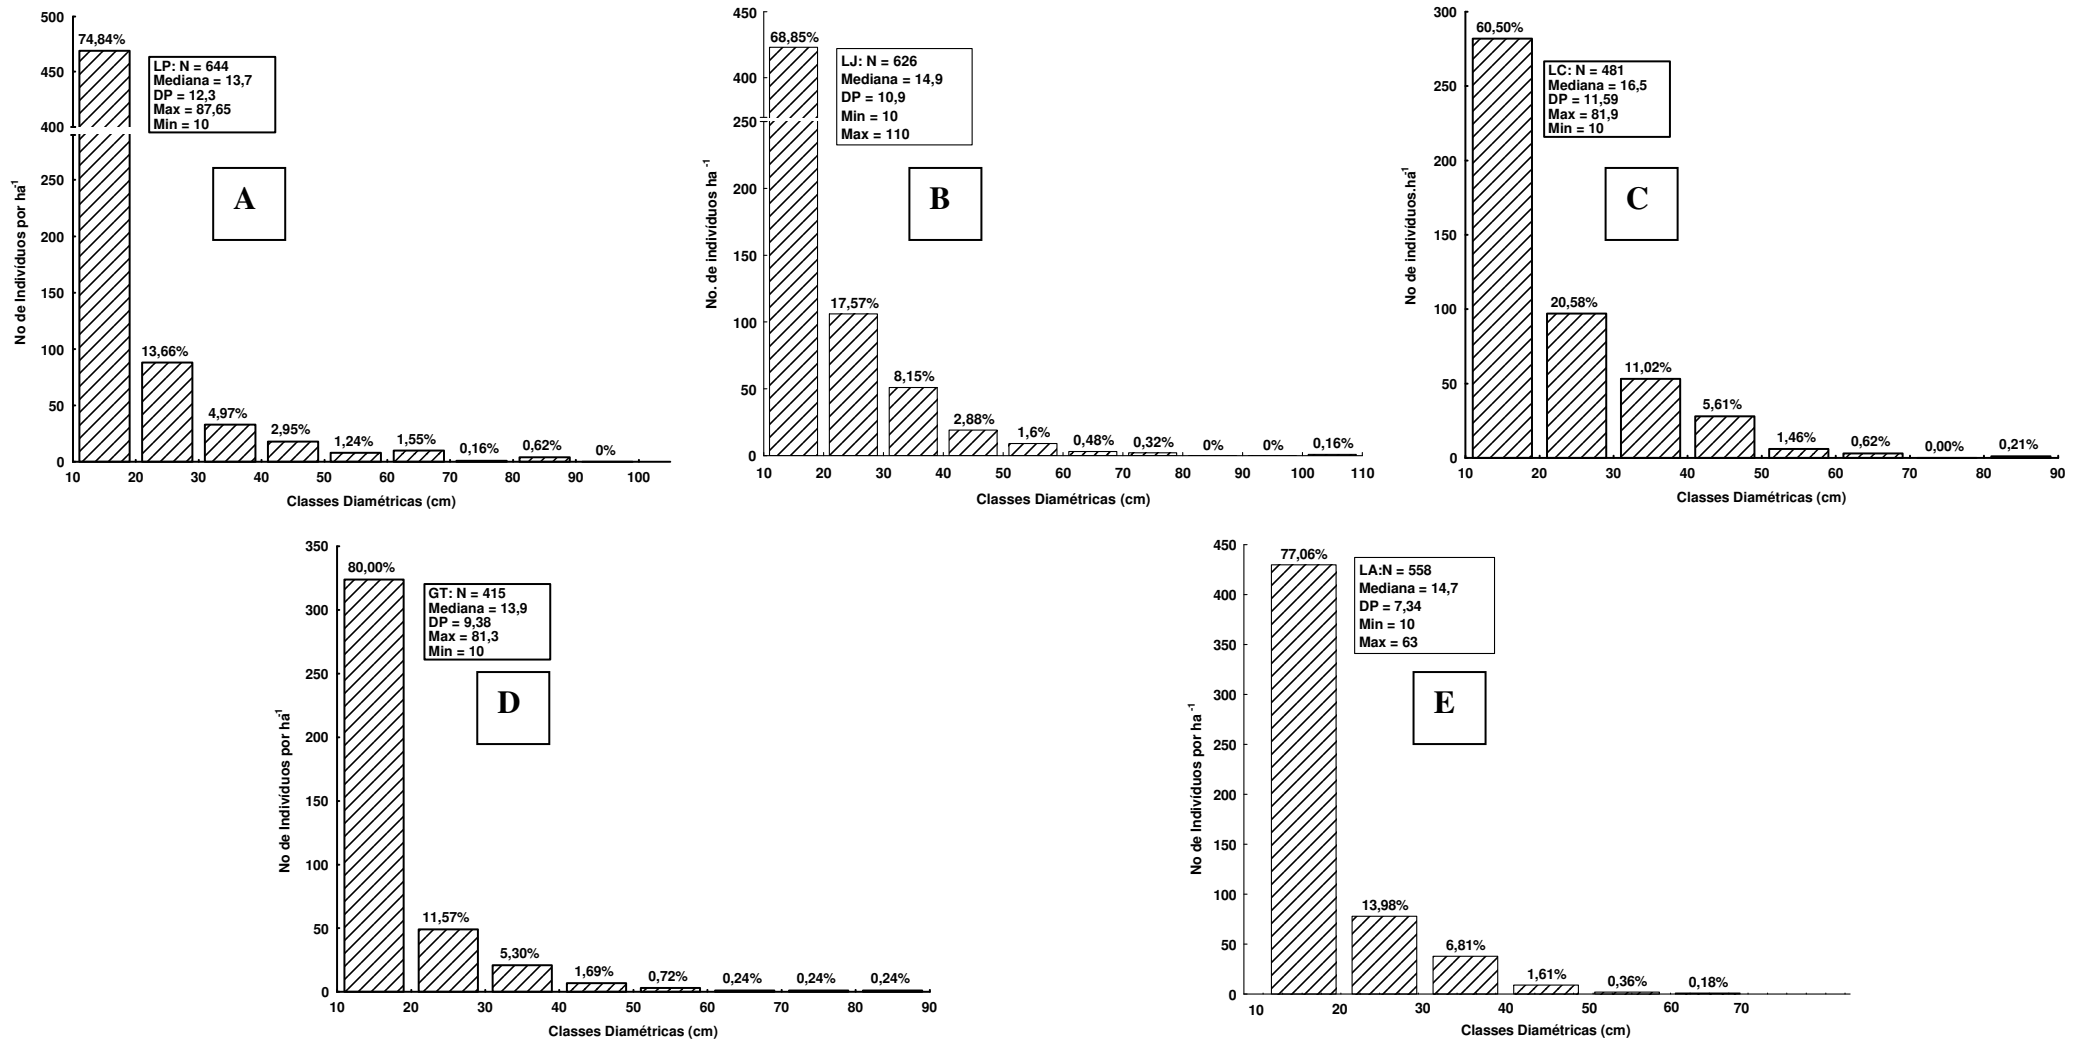 No de Indivíduos por há-1
500
450
400
250
200
150
100
50
0
74,84%
13,66%
4,97%
2,95%
1,24%
1,55%
0,16%
0,62%
0%
LP: N = 644
Mediana = 13,7
DP = 12,3
Max = 87,65
Min = 10
A
10 20 30 40 50 60 70 80 90 100
Classes Diamétricas (cm)
No. de indivíduos ha -1
450
400
250
200
150
100
50
0
68,85%
17,57%
8,15%
2,88%
1,6%
0,48%
0,32%
0%
0%
0,16%
LJ: N = 626
Mediana = 14,9
DP = 10,9
Min = 10
Max = 110
B
10 20 30 40 50 60 70 80 90 100 110
Classes Diamétricas (cm)
No de indivíduos.há-1
300
250
200
150
100
50
0
60,50%
20,58%
11,02%
5,61%
1,46%
0,62%
0,00%
0,21%
LC: N = 481
Mediana = 16,5
DP = 11,59
Max = 81,9
Min = 10
C
10 20 30 40 50 60 70 80 90
Classes Diamétricas (cm)
No de Indivíduos por há-1
350
300
250
200
150
100
50
0
80,00%
11,57%
5,30%
1,69%
0,72%
0,24%
0,24%
0,24%
GT: N = 415
Mediana = 13,9
DP = 9,38
Max = 81,3
Min = 10
D
10 20 30 40 50 60 70 80 90
Classes Diamétricas (cm)
No de Indivíduos por ha -1
450
400
350
300
250
200
150
100
50
0
77,06%
13,98%
6,81%
1,61%
0,36%
0,18%
LA:N = 558
Mediana = 14,7
DP = 7,34
Min = 10
Max = 63
E
10 20 30 40 50 60 70
Classes Diamétricas (cm)